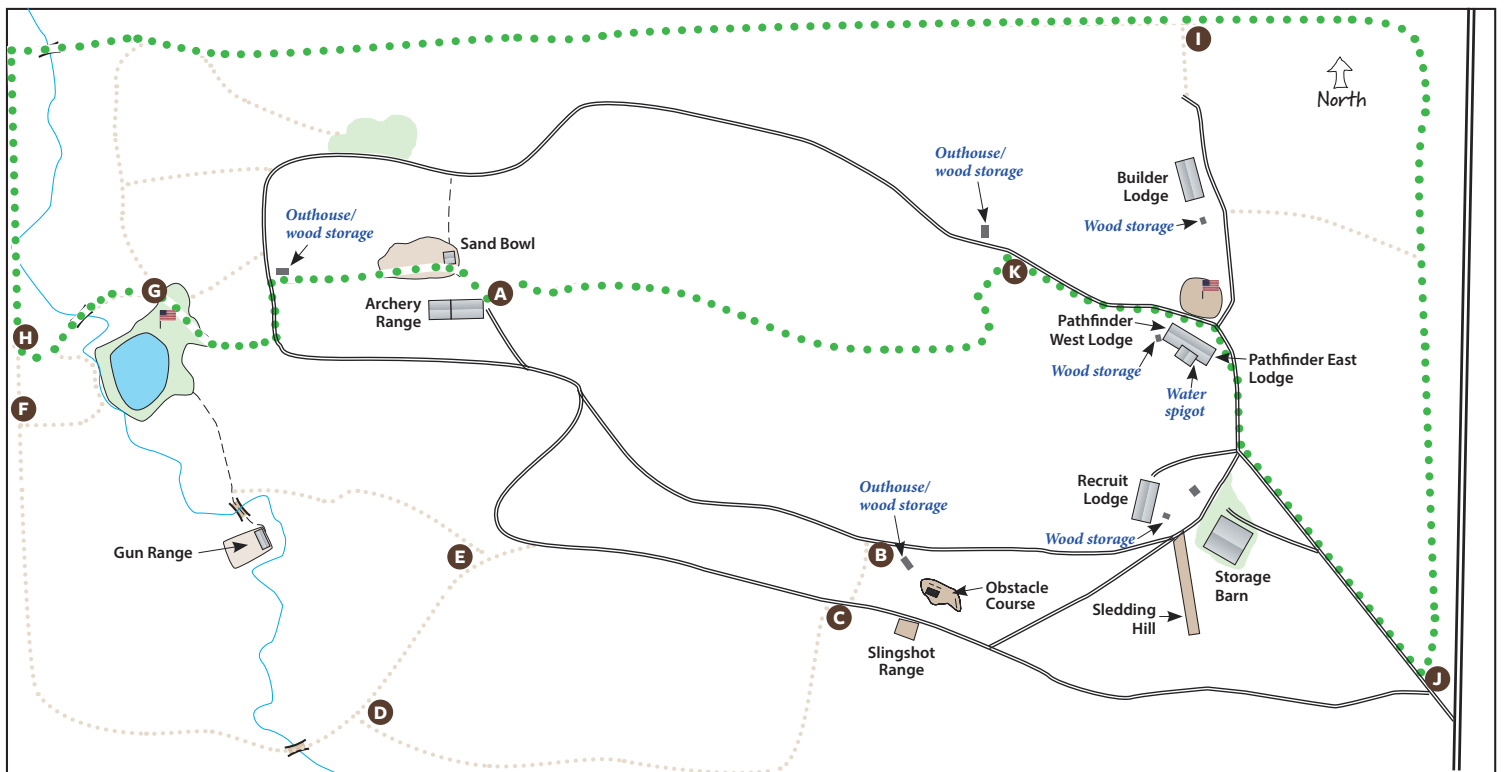 I
North
Outhouse/
wood storage
Builder
Lodge
Wood storage
Outhouse/
wood storage
Sand Bowl
K
G
A
Archery
Range
Pathfinder
West Lodge
Wood storage
Pathfinder East
Lodge
Water
spigot
H
F
Recruit
Lodge
Outhouse/
wood storage
Wood storage
Gun Range
E
B
Storage
Barn
Obstacle
Course
Sledding
Hill
C
Slingshot
Range
J
D